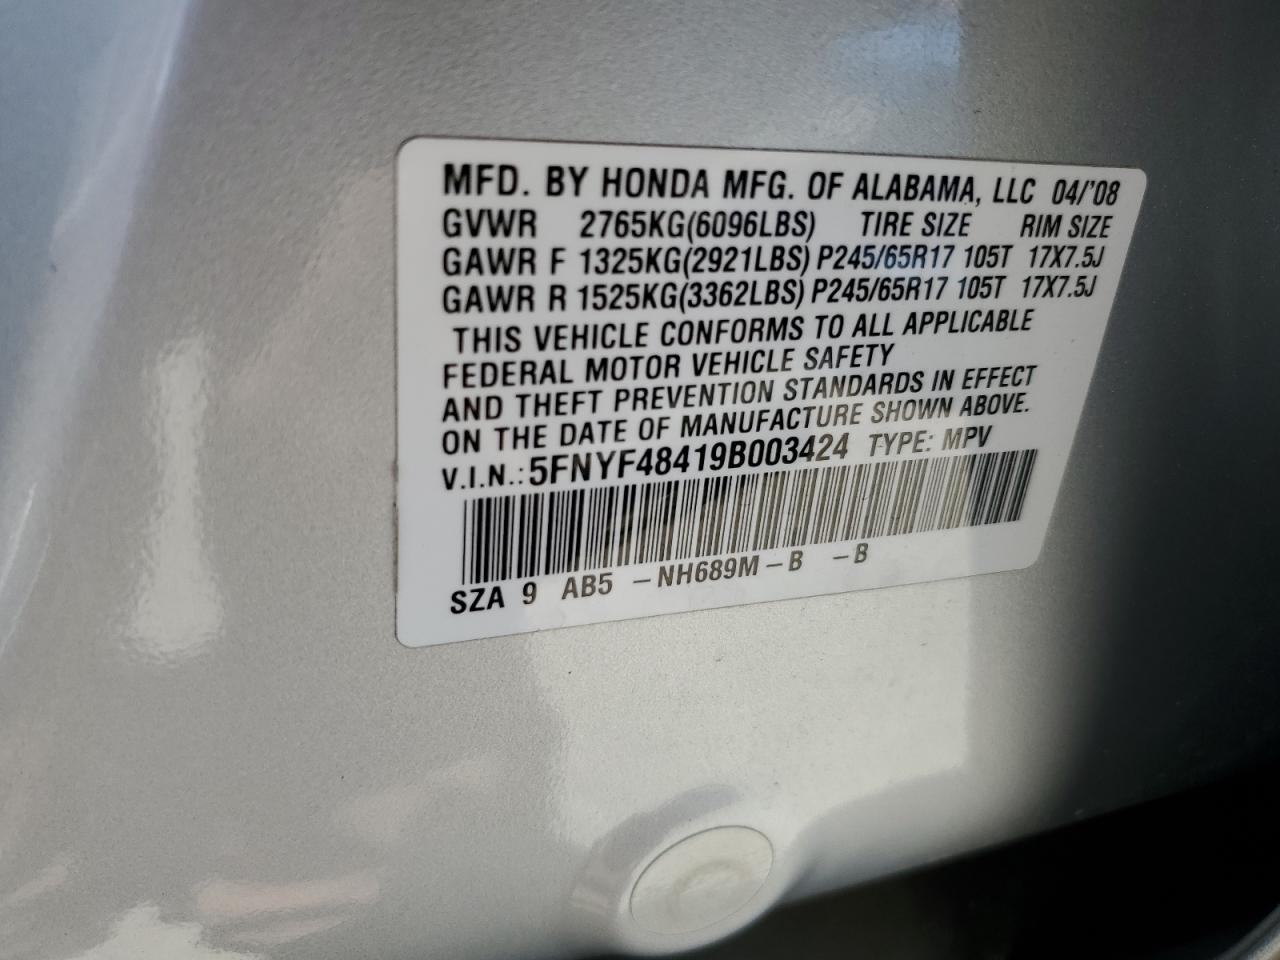 MFD. BY HONDA MFG. OF ALABAMA, LLC 04/'08
GVWR 2765KG(6096LBS) TIRE SIZE RIM SIZE
GAWR F 1325KG(2921LBS) P245/65R17 105T 17X7.5J
GAWR R 1525KG(3362LBS) P245/65R17 105T 17X7.5J
THIS VEHICLE CONFORMS TO ALL APPLICABLE
FEDERAL MOTOR VEHICLE SAFETY
AND THEFT PREVENTION STANDARDS IN EFFECT
ON THE DATE OF MANUFACTURE SHOWN ABOVE.
V.I.N.: 5FNYF48419B003424 TYPE: MPV
SZA 9 AB5 -NH689M-B -B